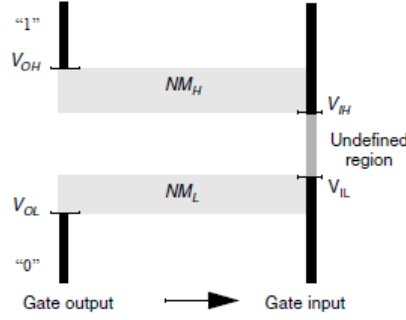 “1”
V_OH
NM_H
V_IH
Undefined
region
NM_L
V_IL
V_OL
“0”
Gate output
Gate input